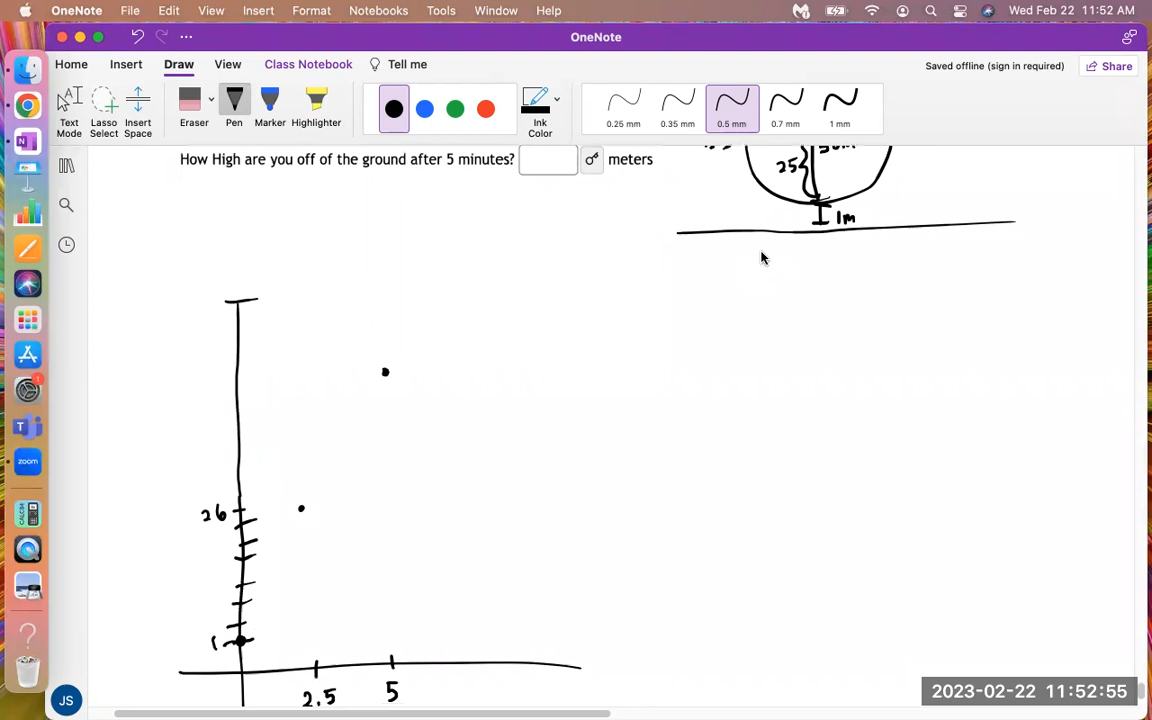 OneNote File Edit View Insert Format Notebooks Tools Window Help Wed Feb 22 11:52 AM
OneNote
Home Insert Draw View Class Notebook Tell me Saved offline (sign in required) Share
Text Mode Lasso Select Insert Space Eraser Pen Marker Highlighter Ink Color 0.25 mm 0.35 mm 0.5 mm 0.7 mm 1 mm
How High are you off of the ground after 5 minutes? meters
25
1m
26
1
2.5 5
JS
2023-02-22 11:52:55